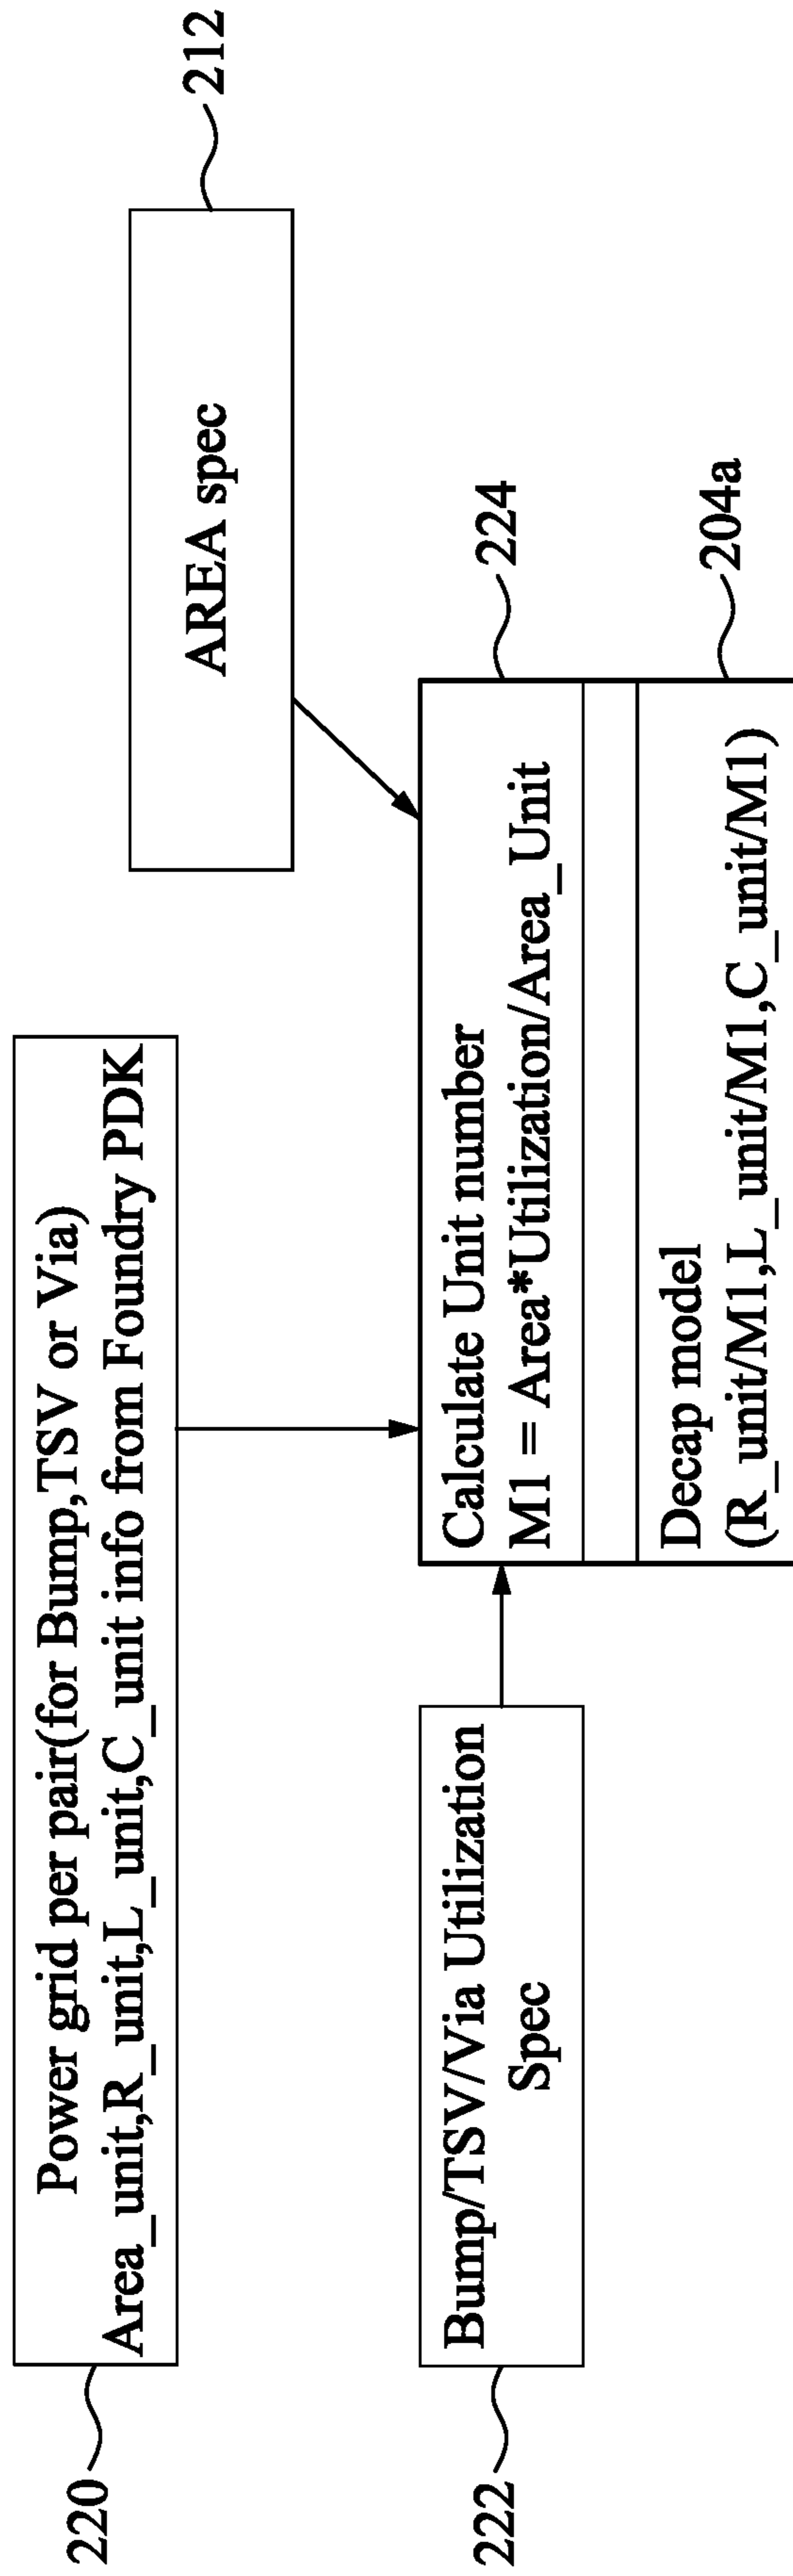 220
Power grid per pair(for Bump,TSV or Via)
Area_unit,R_unit,L_unit,C_unit info from Foundry PDK
AREA spec
212
222
Bump/TSV/Via Utilization
Spec
Calculate Unit number
M1 = Area*Utilization/Area_Unit
224
Decap model
(R_unit/M1,L_unit/M1,C_unit/M1)
204a